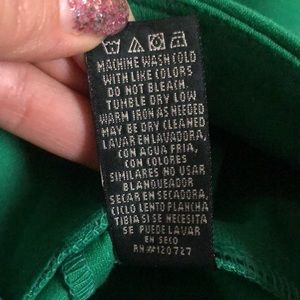 MACHINE WASH COLD
WITH LIKE COLORS
DO NOT BLEACH.
TUMBLE DRY LOW
WARM IRON AS NEEDED
MAY BE DRY CLEANED
LAVAR EN LAVADORA,
CON AGUA FRIA,
CON COLORES
SIMILARES NO USAR
BLANQUEADOR
SECAR EN SECADORA,
CICLO LENTO PLANCHA
TIBIA SI SE NECESITA
SE PUEDE LAVAR
EN SECO
RN#120727